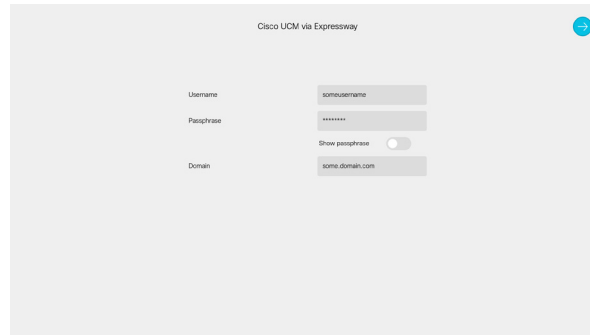 Cisco UCM via Expressway
Username someusername
Passphrase ********
Show passphrase
Domain some.domain.com